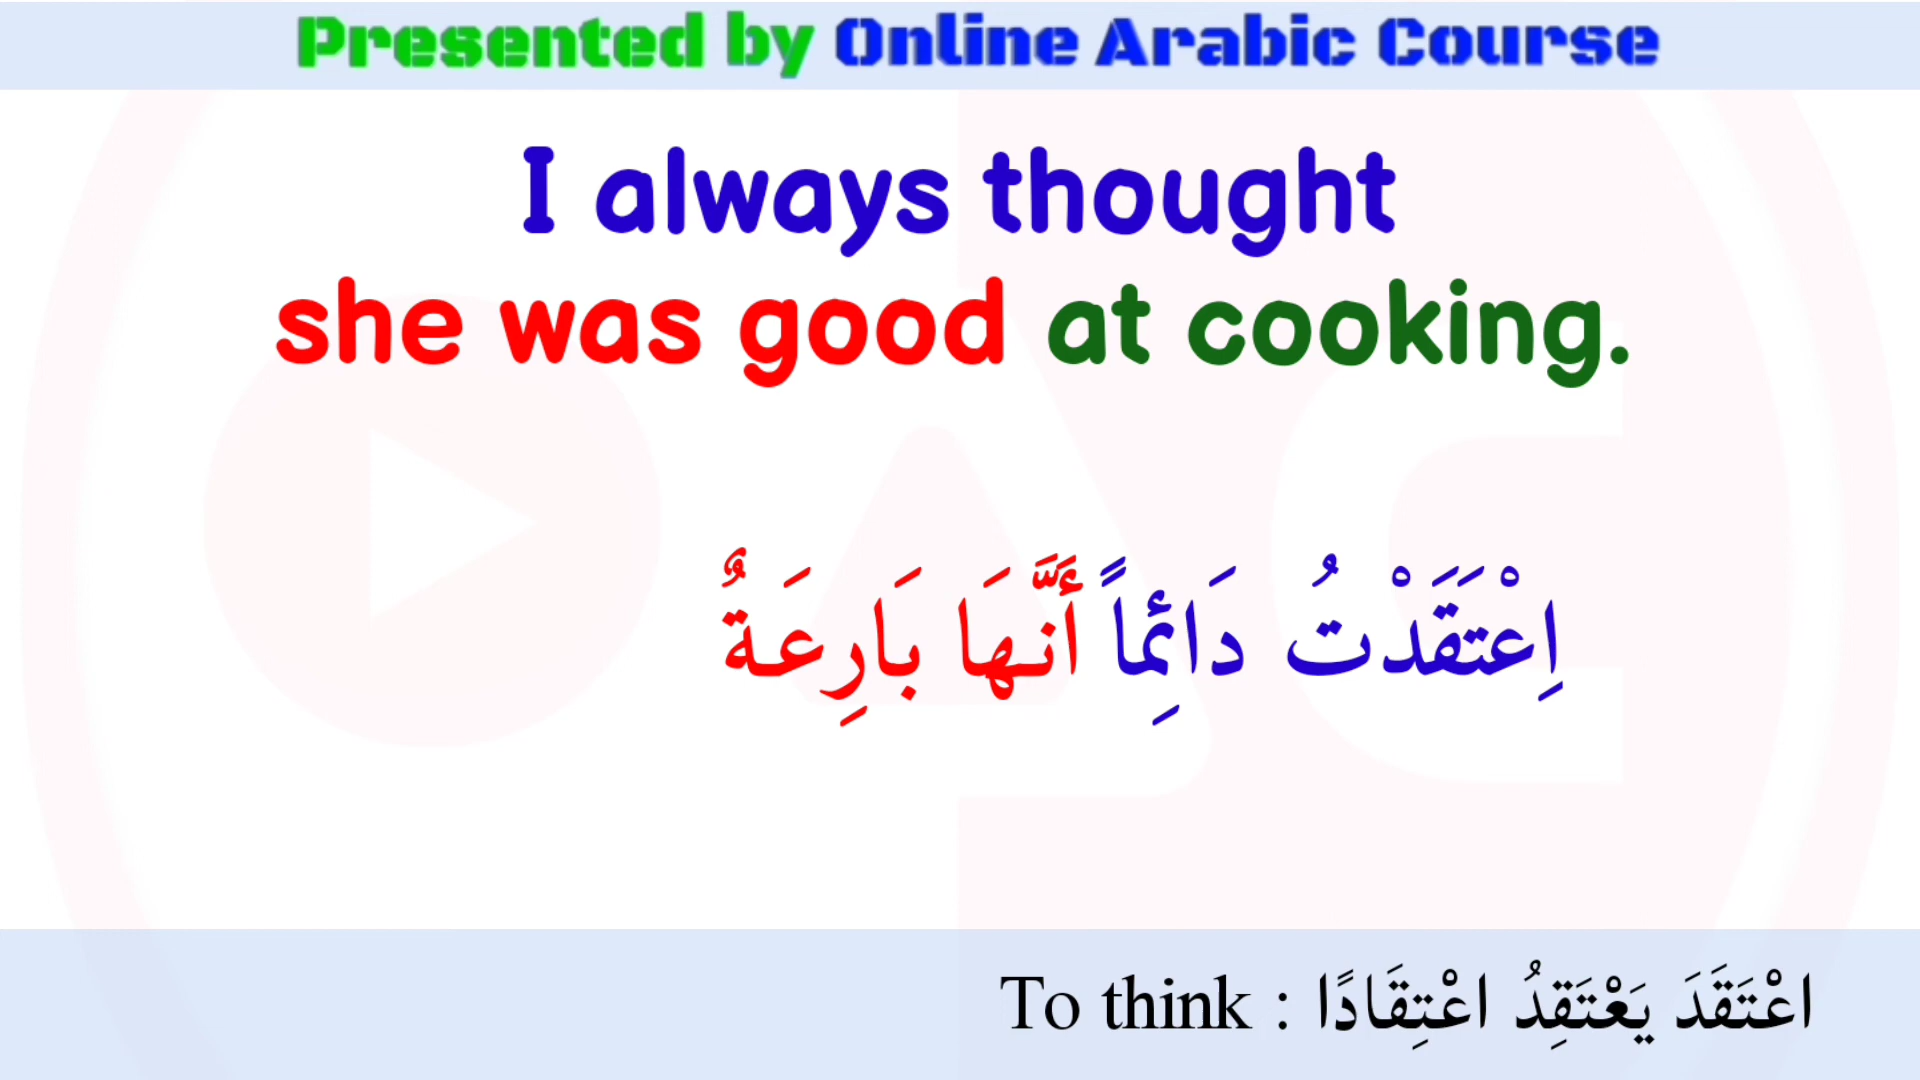 Presented by Online Arabic Course
I always thought
she was good at cooking.
اِعْتَقَدْتُ دَائِماً أَنَّهَا بَارِعَةٌ
اعْتَقَدَ يَعْتَقِدُ اعْتِقَادًا : To think